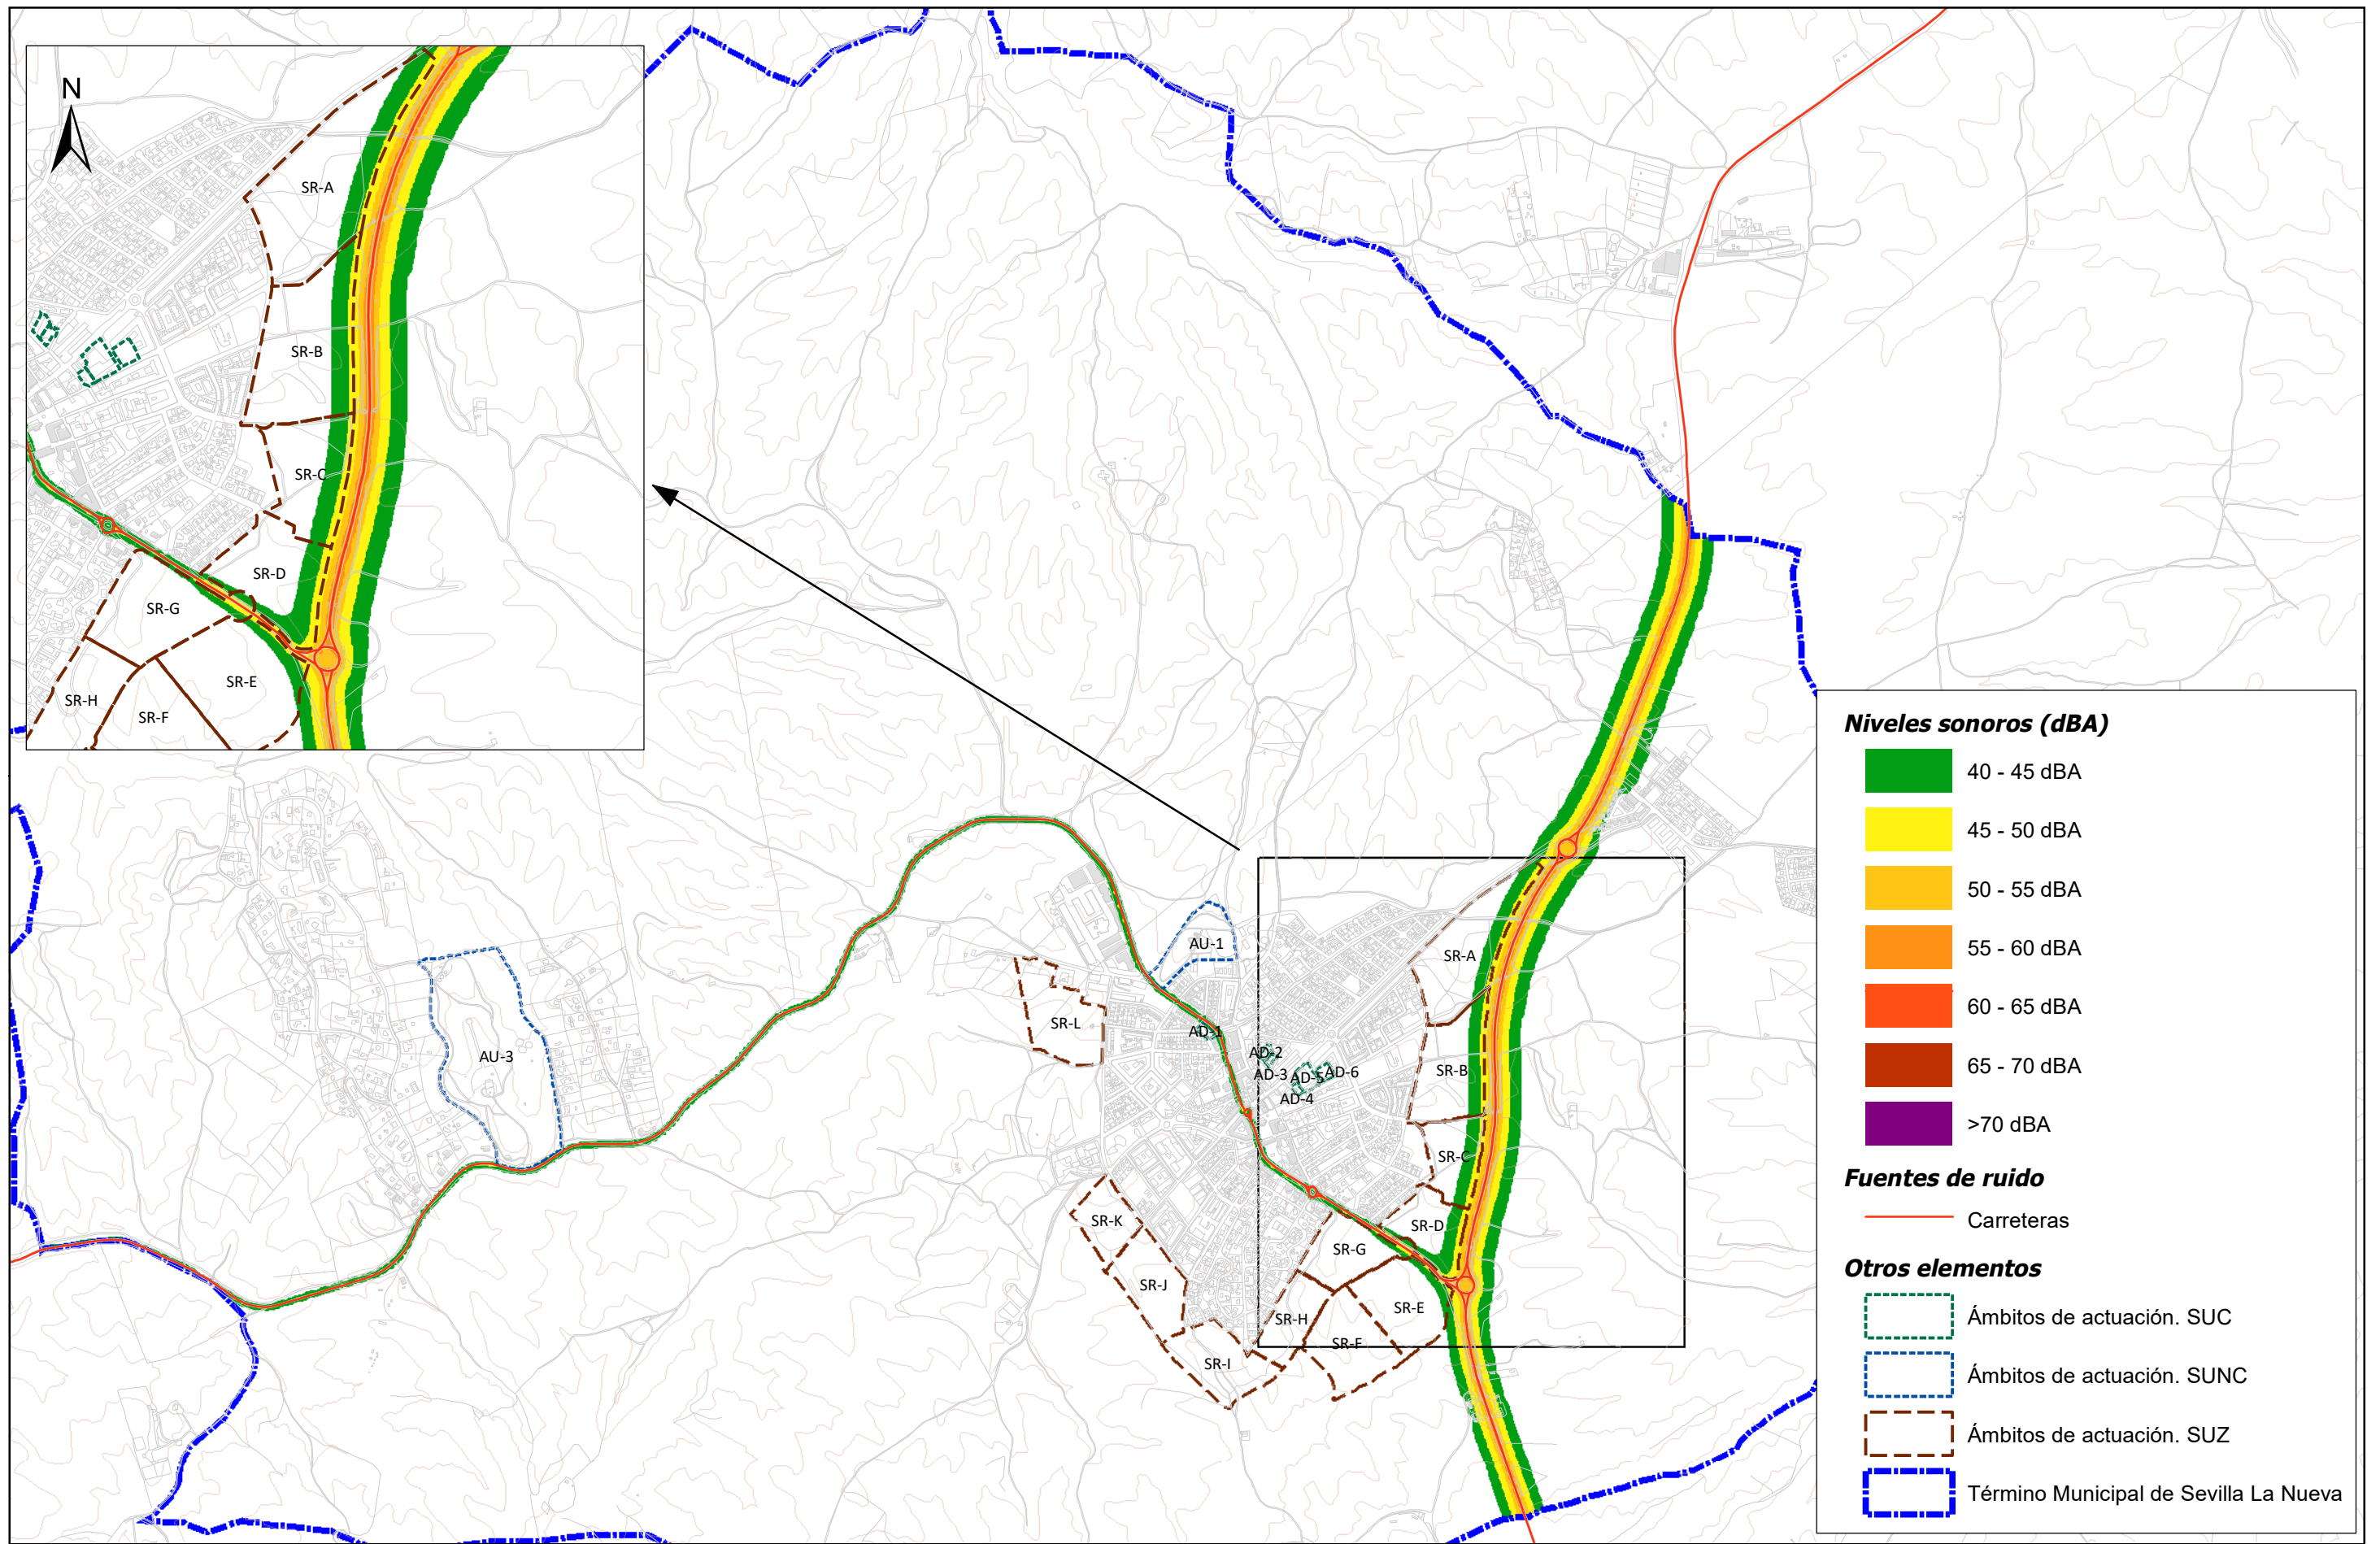 N
SR-A
SR-B
SR-C
SR-D
SR-G
SR-E
SR-H
SR-F
AU-1
SR-A
SR-L
AD-1
AU-3
AD-2
AD-3
AD-5
AD-6
SR-B
AD-4
SR-C
SR-K
SR-D
SR-G
SR-J
SR-E
SR-H
SR-F
SR-I
Niveles sonoros (dBA)
40 - 45 dBA
45 - 50 dBA
50 - 55 dBA
55 - 60 dBA
60 - 65 dBA
65 - 70 dBA
>70 dBA
Fuentes de ruido
Carreteras
Otros elementos
Ámbitos de actuación. SUC
Ámbitos de actuación. SUNC
Ámbitos de actuación. SUZ
Término Municipal de Sevilla La Nueva